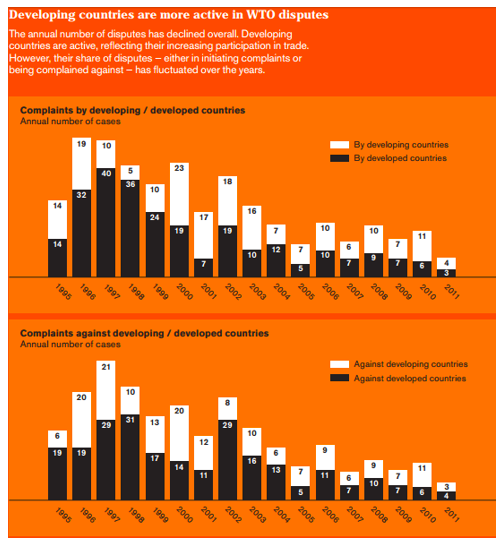 Developing countries are more active in WTO disputes
The annual number of disputes has declined overall. Developing
countries are active, reflecting their increasing participation in trade.
However, their share of disputes – either in initiating complaints or
being complained against – has fluctuated over the years.
Complaints by developing / developed countries
Annual number of cases
By developing countries
By developed countries
14 19 10 5 10 23 17 18 16 7 7 10 6 10 7 11 4
14 32 40 36 24 19 7 19 10 12 5 10 7 9 7 6 3
1995 1996 1997 1998 1999 2000 2001 2002 2003 2004 2005 2006 2007 2008 2009 2010 2011
Complaints against developing / developed countries
Annual number of cases
Against developing countries
Against developed countries
6 20 21 10 13 20 12 8 10 6 7 9 6 9 7 11 3
19 19 29 31 17 14 11 29 16 13 5 11 7 10 7 6 4
1995 1996 1997 1998 1999 2000 2001 2002 2003 2004 2005 2006 2007 2008 2009 2010 2011